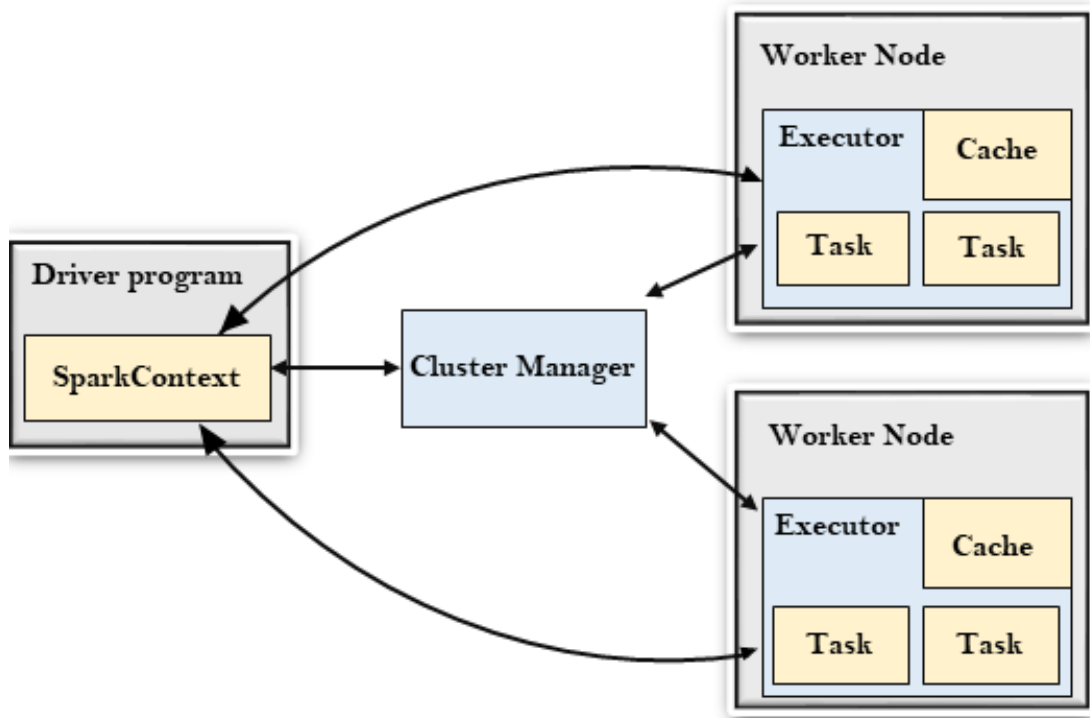 Driver program
SparkContext
Cluster Manager
Worker Node
Executor
Cache
Task
Task
Worker Node
Executor
Cache
Task
Task